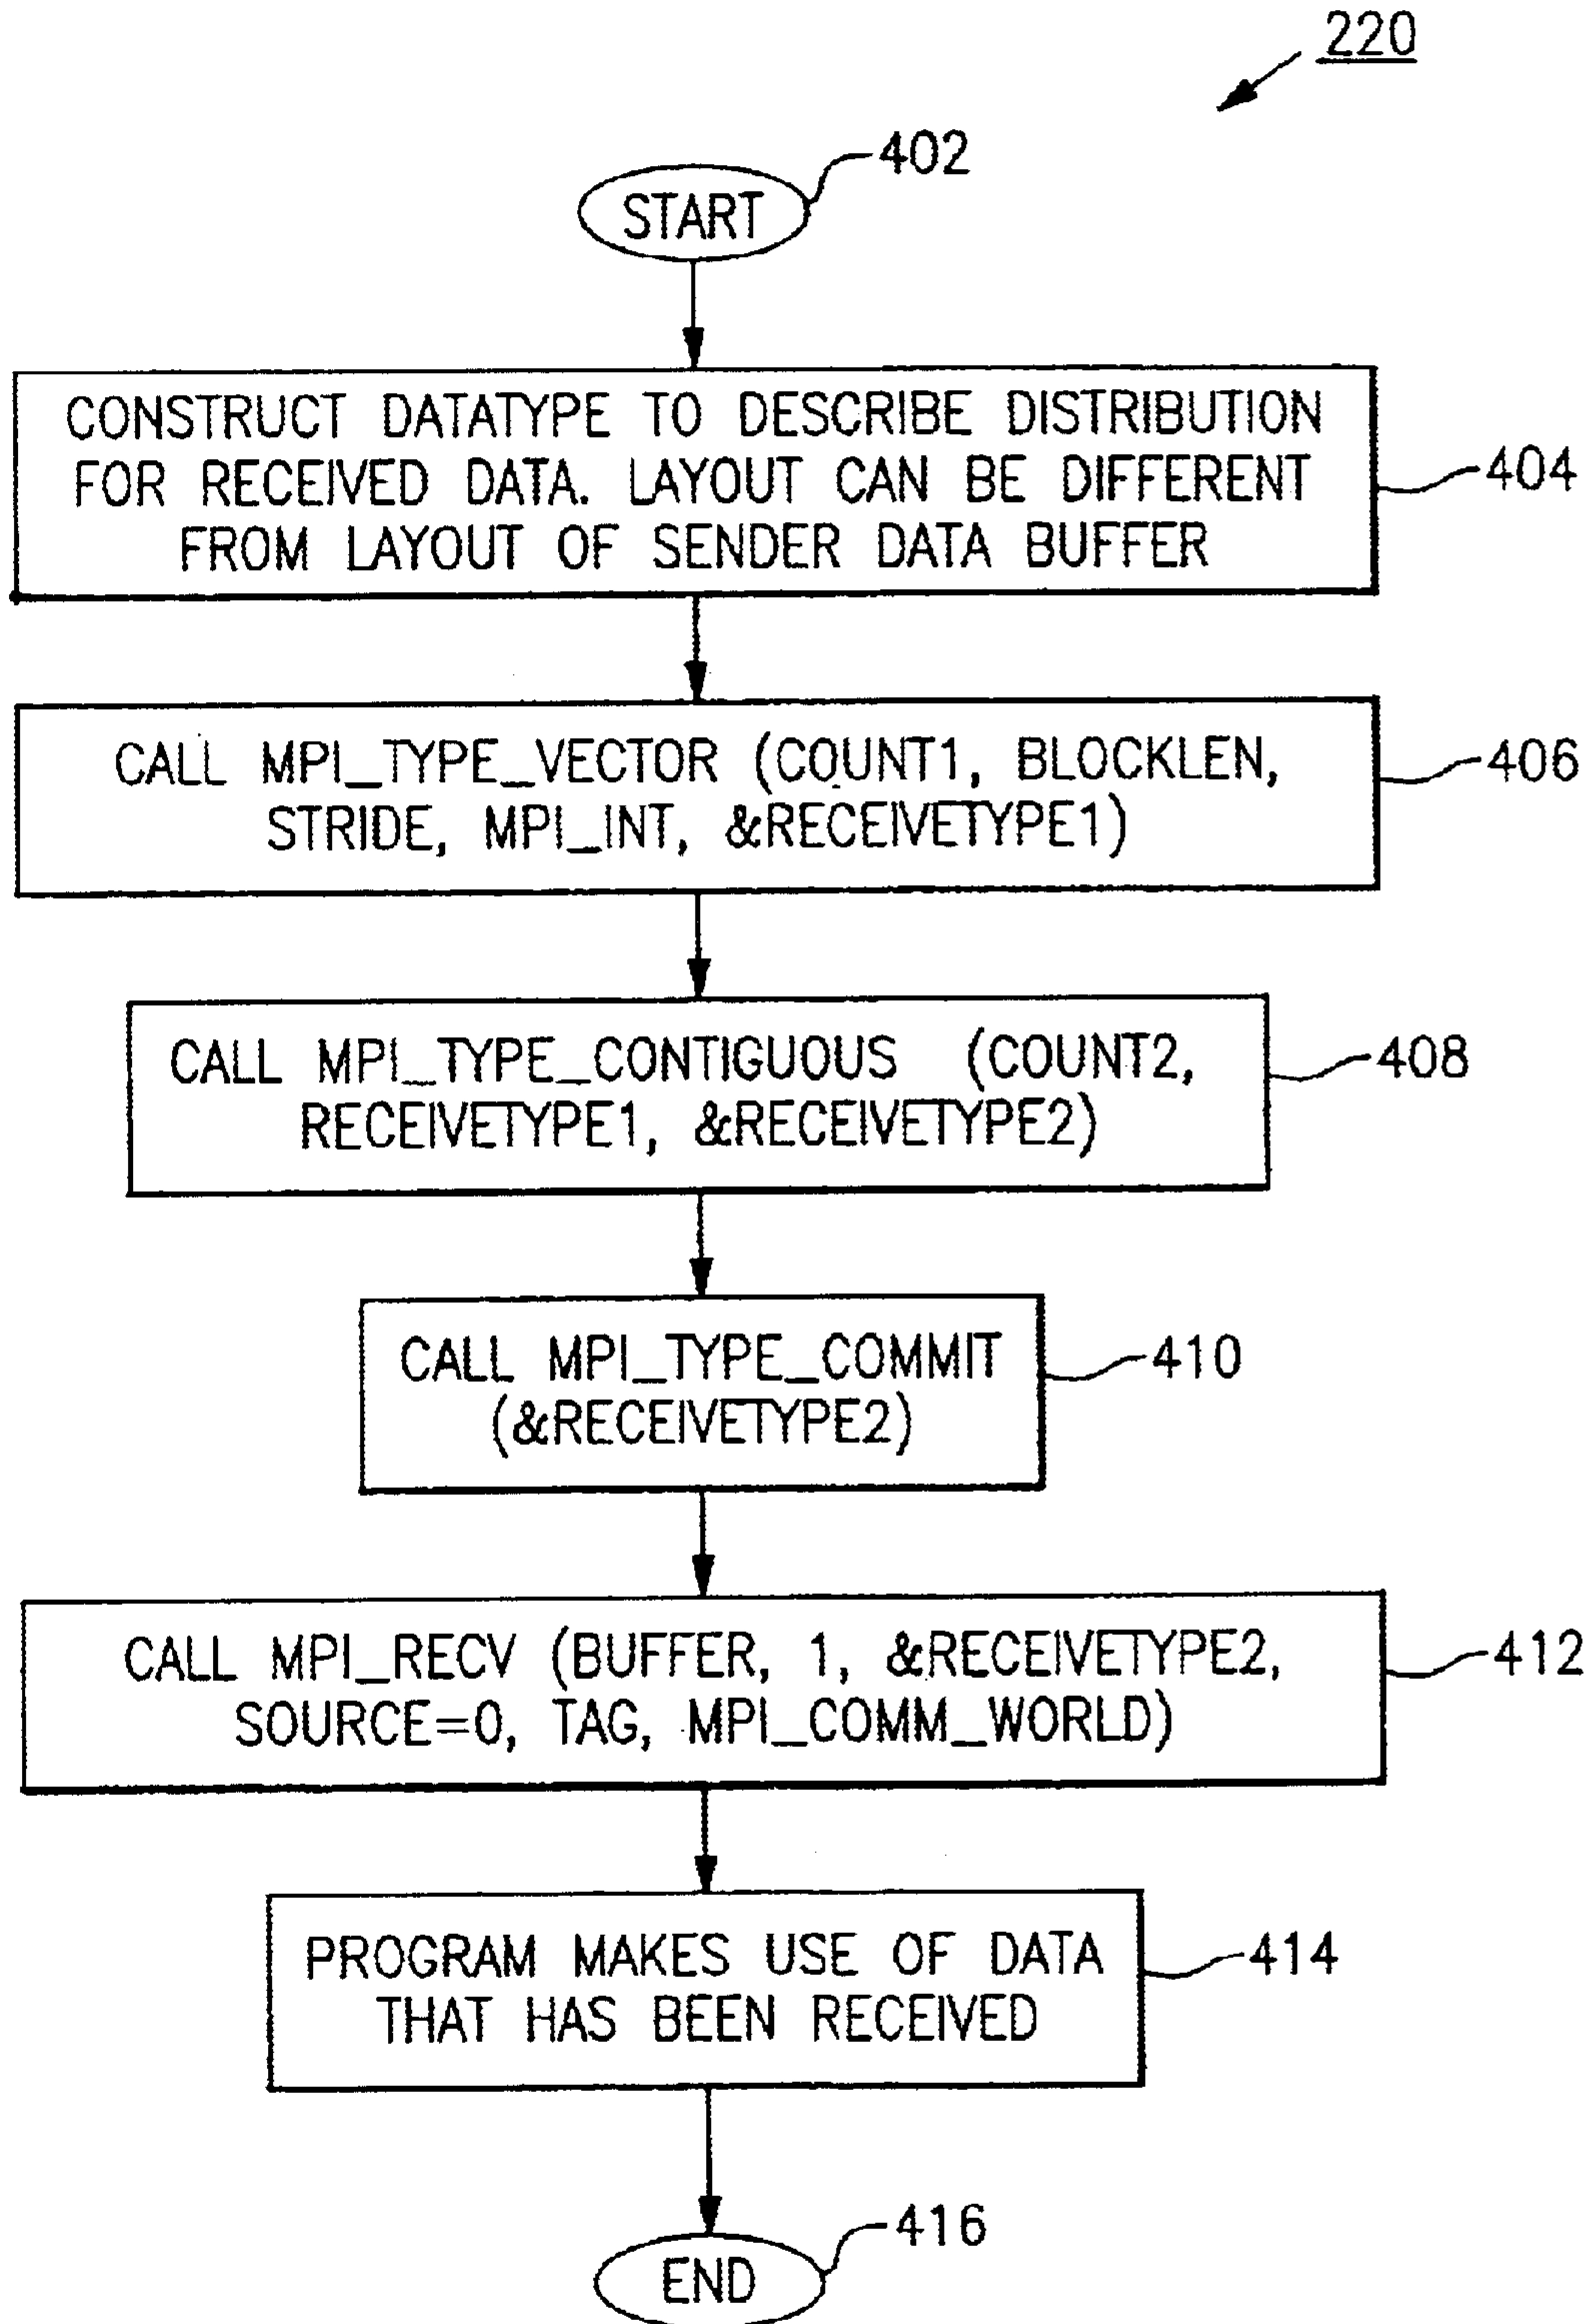 220
402
START
CONSTRUCT DATATYPE TO DESCRIBE DISTRIBUTION
FOR RECEIVED DATA. LAYOUT CAN BE DIFFERENT
FROM LAYOUT OF SENDER DATA BUFFER
404
CALL MPI_TYPE_VECTOR (COUNT1, BLOCKLEN,
STRIDE, MPI_INT, &RECEIVETYPE1)
406
CALL MPI_TYPE_CONTIGUOUS (COUNT2,
RECEIVETYPE1, &RECEIVETYPE2)
408
CALL MPI_TYPE_COMMIT
(&RECEIVETYPE2)
410
CALL MPI_RECV (BUFFER, 1, &RECEIVETYPE2,
SOURCE=0, TAG, MPI_COMM_WORLD)
412
PROGRAM MAKES USE OF DATA
THAT HAS BEEN RECEIVED
414
416
END